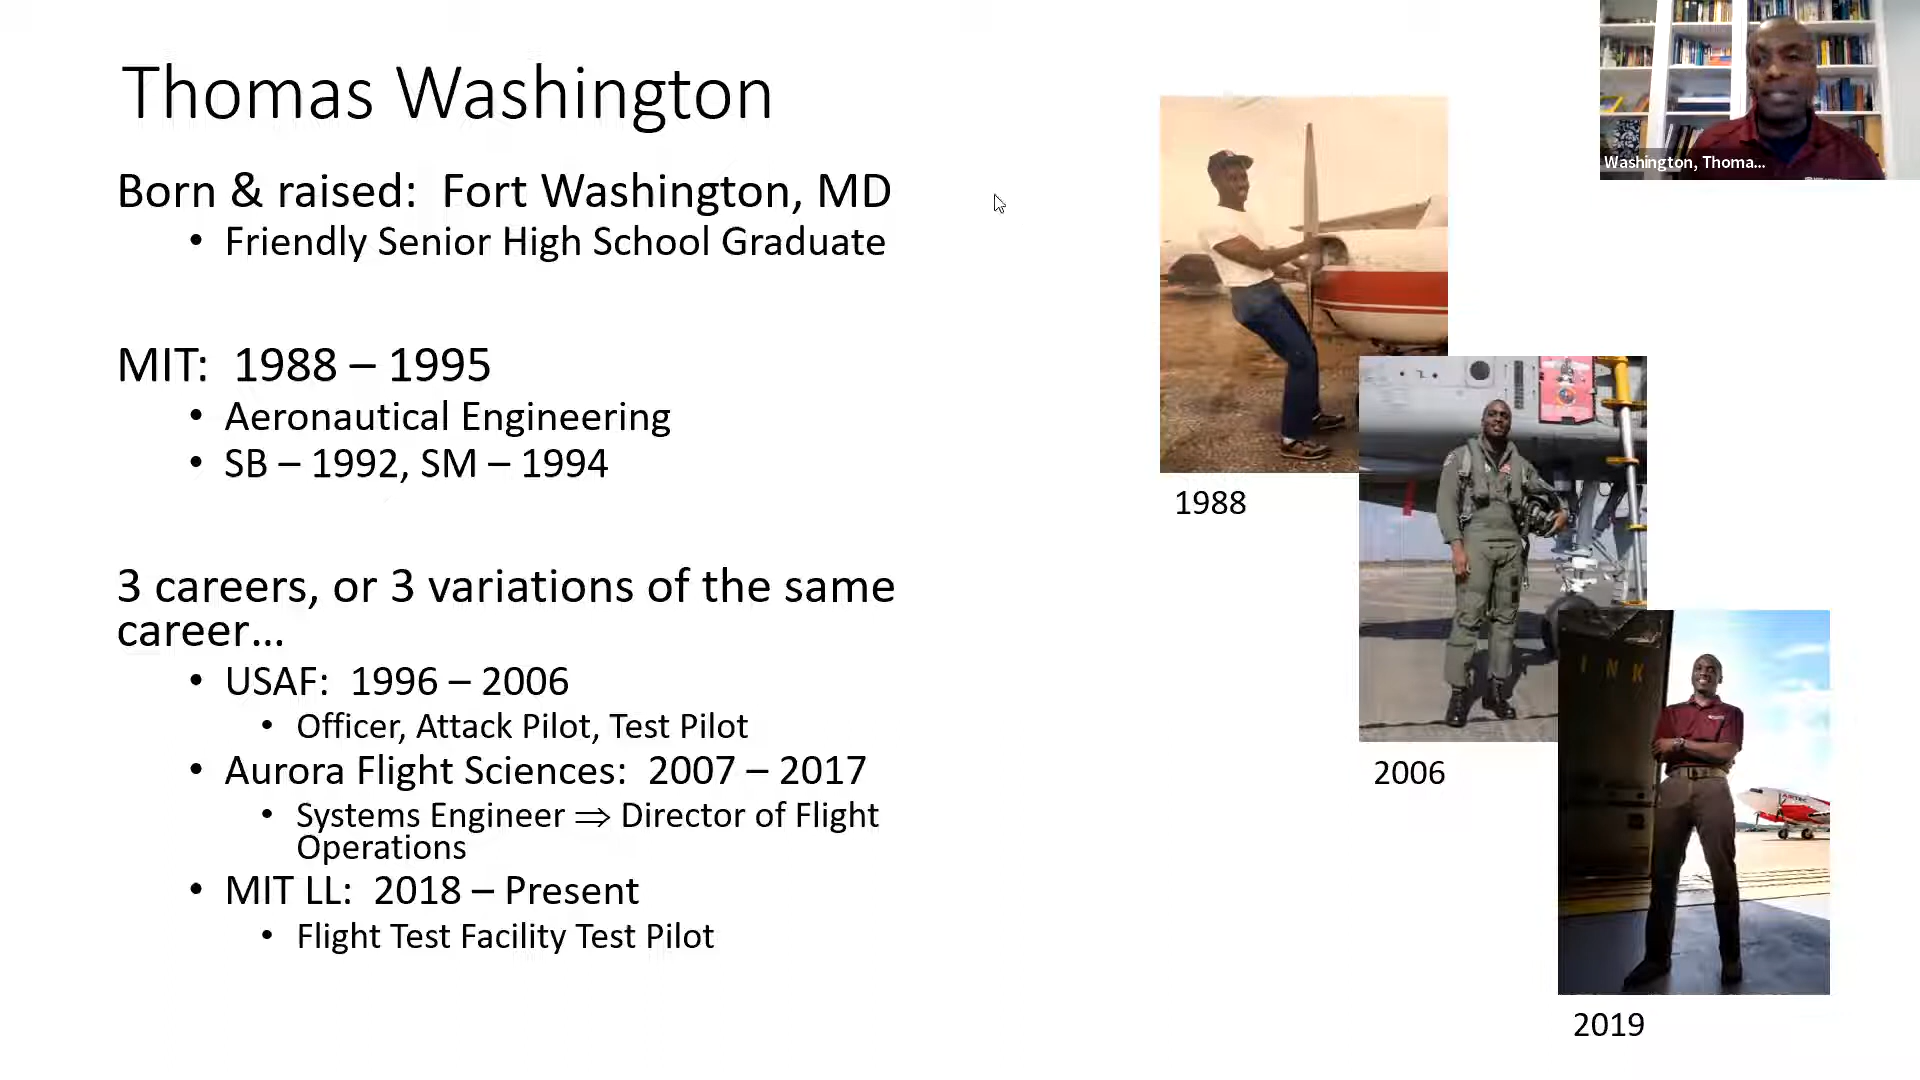 Thomas Washington
Born & raised: Fort Washington, MD
• Friendly Senior High School Graduate
MIT: 1988 – 1995
• Aeronautical Engineering
• SB – 1992, SM – 1994
3 careers, or 3 variations of the same
career…
• USAF: 1996 – 2006
• Officer, Attack Pilot, Test Pilot
• Aurora Flight Sciences: 2007 – 2017
• Systems Engineer ⇒ Director of Flight
Operations
• MIT LL: 2018 – Present
• Flight Test Facility Test Pilot
1988
2006
INK
2019
Washington, Thoma...